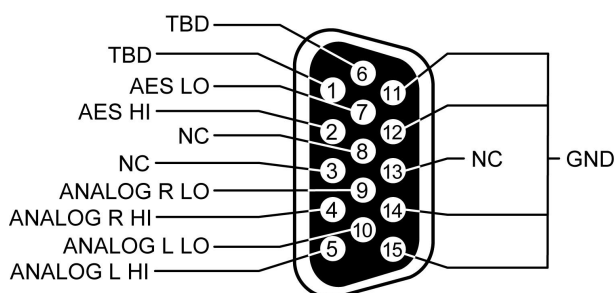 TBD
6
TBD
1
11
AES LO
7
AES HI
2
12
NC
8
NC
3
13
NC
GND
ANALOG R LO
9
ANALOG R HI
4
14
ANALOG L LO
10
ANALOG L HI
5
15